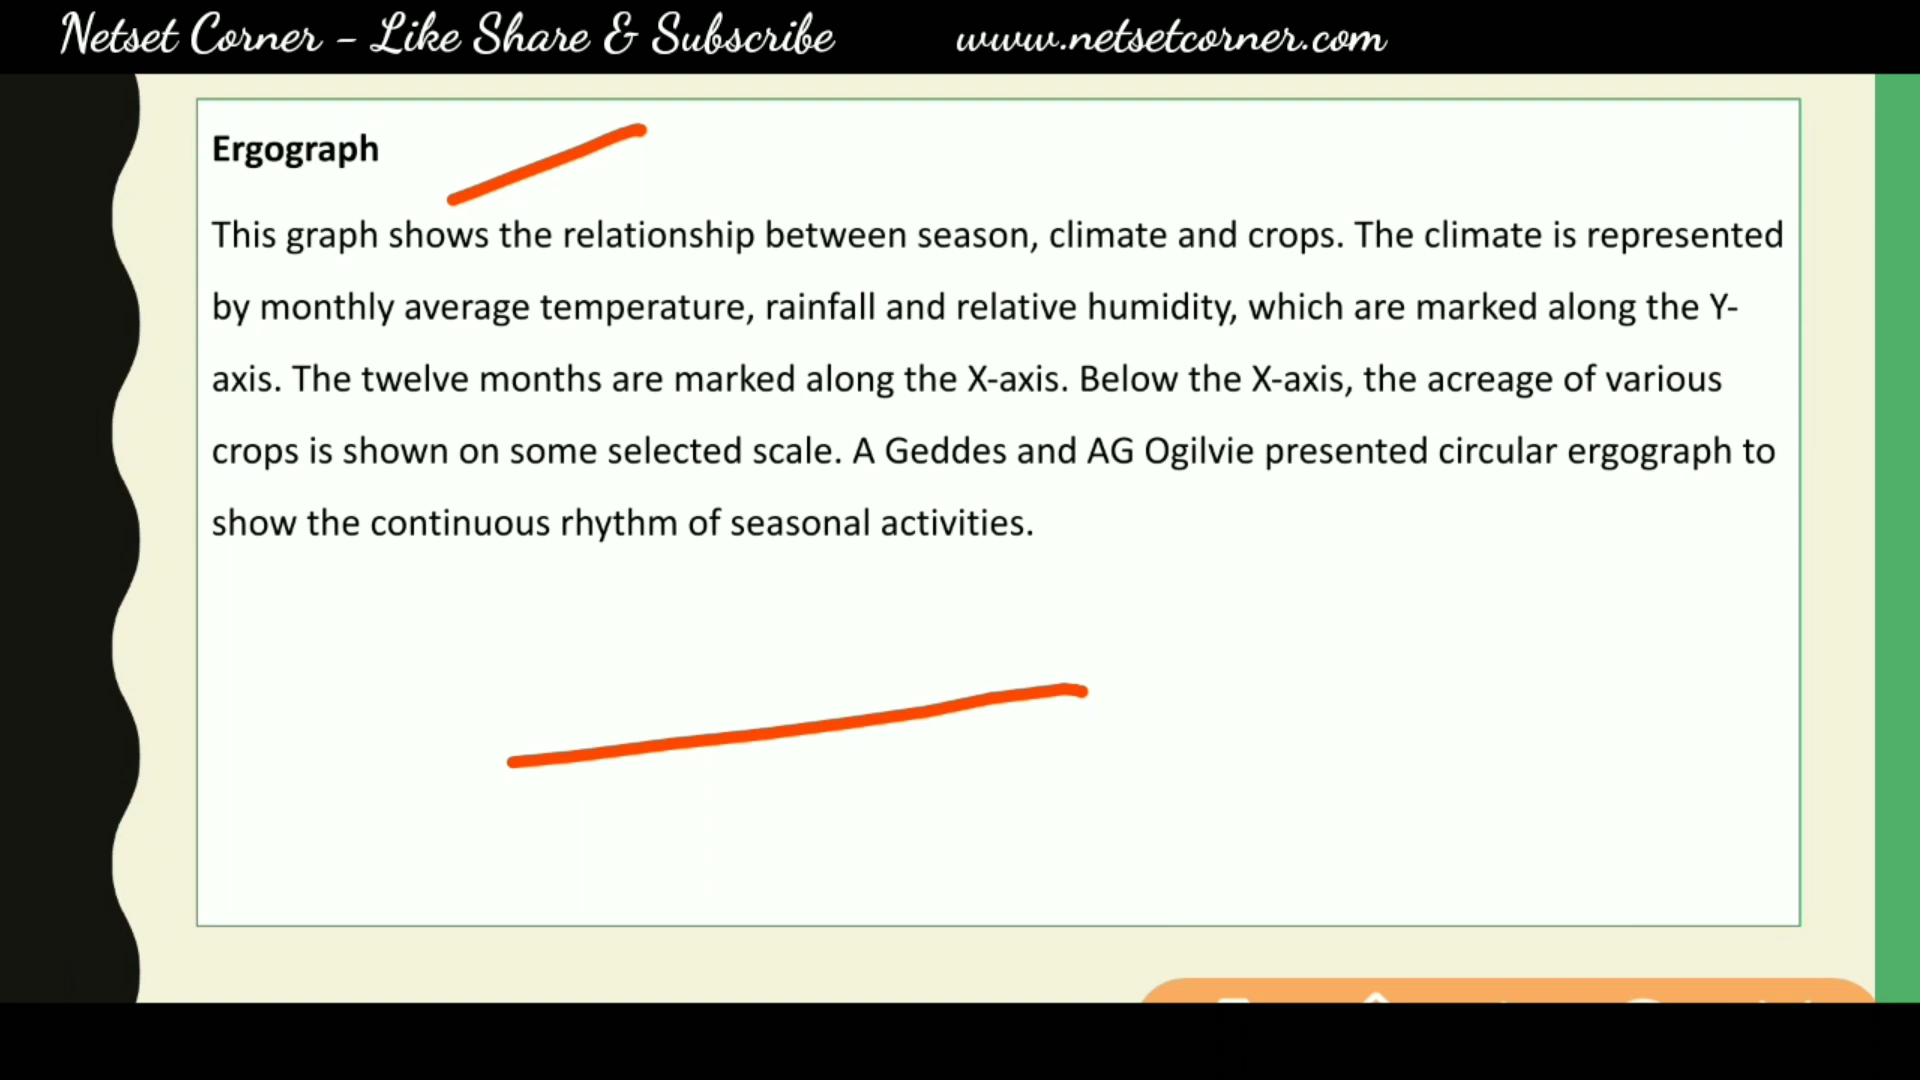 Netset Corner - Like Share & Subscribe www.netsetcorner.com
Ergograph
This graph shows the relationship between season, climate and crops. The climate is represented
by monthly average temperature, rainfall and relative humidity, which are marked along the Y-
axis. The twelve months are marked along the X-axis. Below the X-axis, the acreage of various
crops is shown on some selected scale. A Geddes and AG Ogilvie presented circular ergograph to
show the continuous rhythm of seasonal activities.